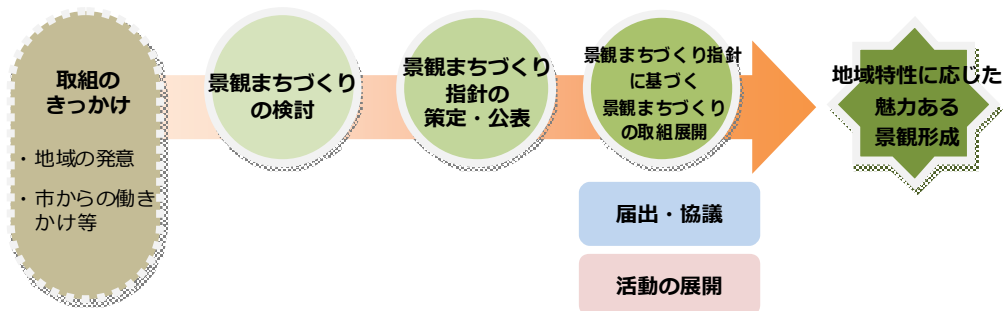 取組の
きっかけ
・地域の発意
・市からの働き
かけ等
景観まちづくり
の検討
景観まちづくり
指針の
策定・公表
景観まちづくり指針
に基づく
景観まちづくり
の取組展開
届出・協議
活動の展開
地域特性に応じた
魅力ある
景観形成